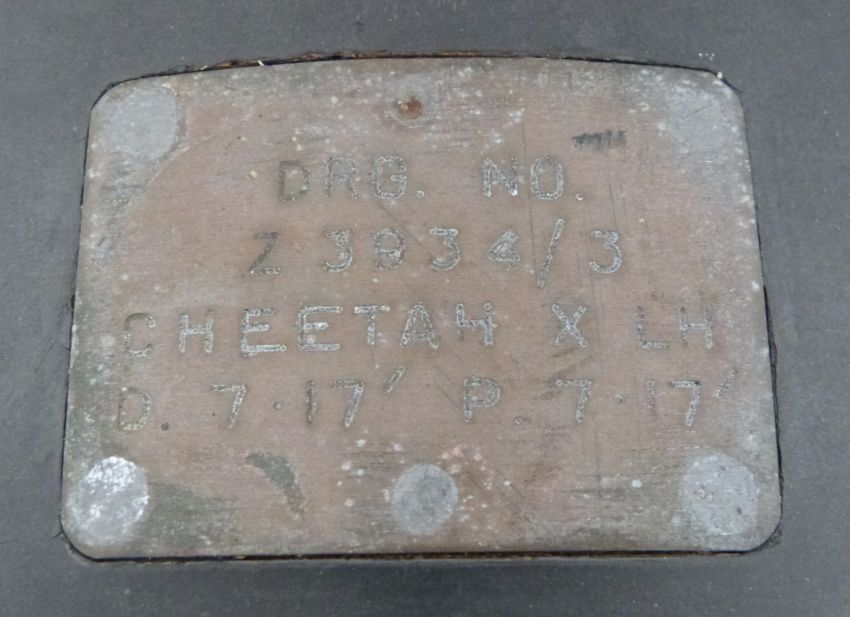 DRG. NO.
Z 3934/3
CHEETAH X LH
D. 7.17' P. 7.17'